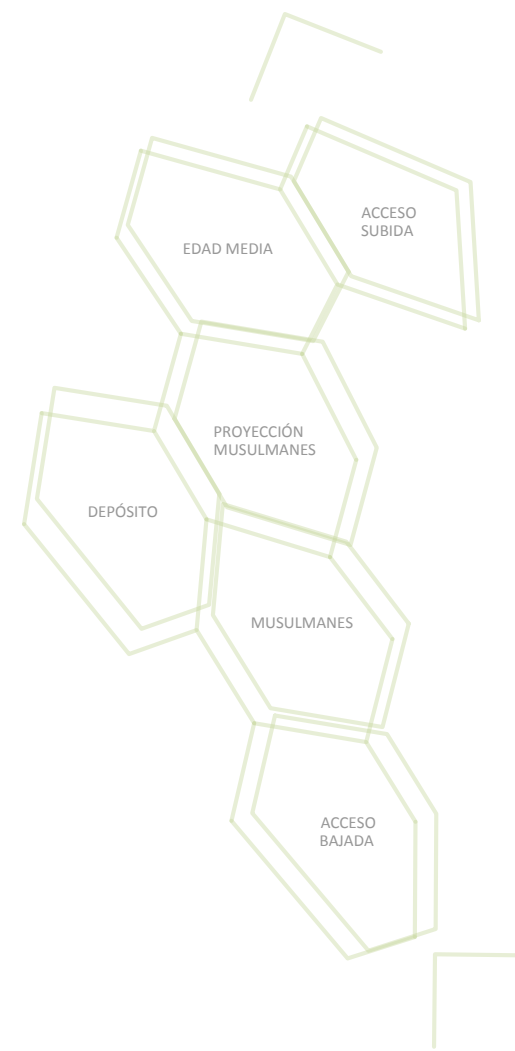 ACCESO
SUBIDA
EDAD MEDIA
PROYECCIÓN
MUSULMANES
DEPÓSITO
MUSULMANES
ACCESO
BAJADA